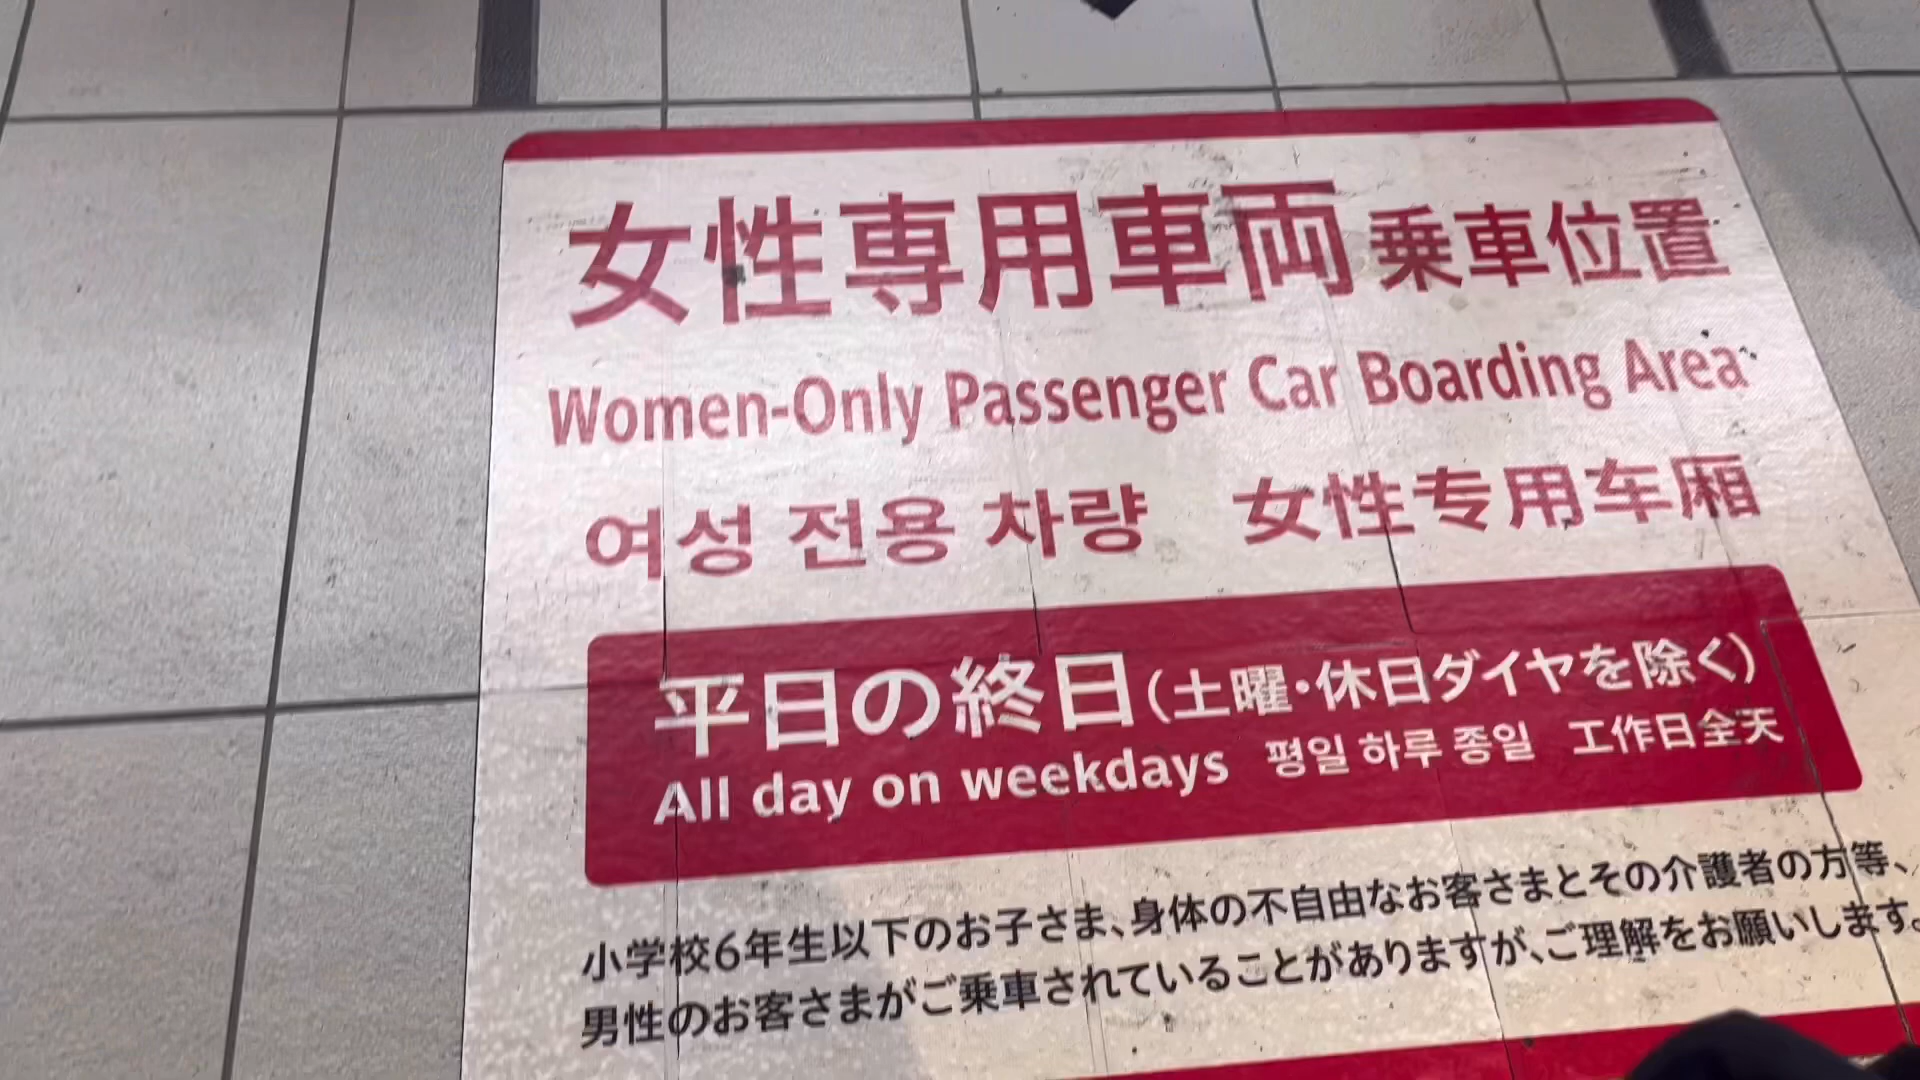 女性専用車両乗車位置
Women-Only Passenger Car Boarding Area
여성 전용 차량 女性专用车厢
平日の終日(土曜・休日ダイヤを除く)
All day on weekdays 평일 하루 종일 工作日全天
小学校6年生以下のお子さま、身体の不自由なお客さまとその介護者の方等、
男性のお客さまがご乗車されていることがありますが、ご理解をお願いします。